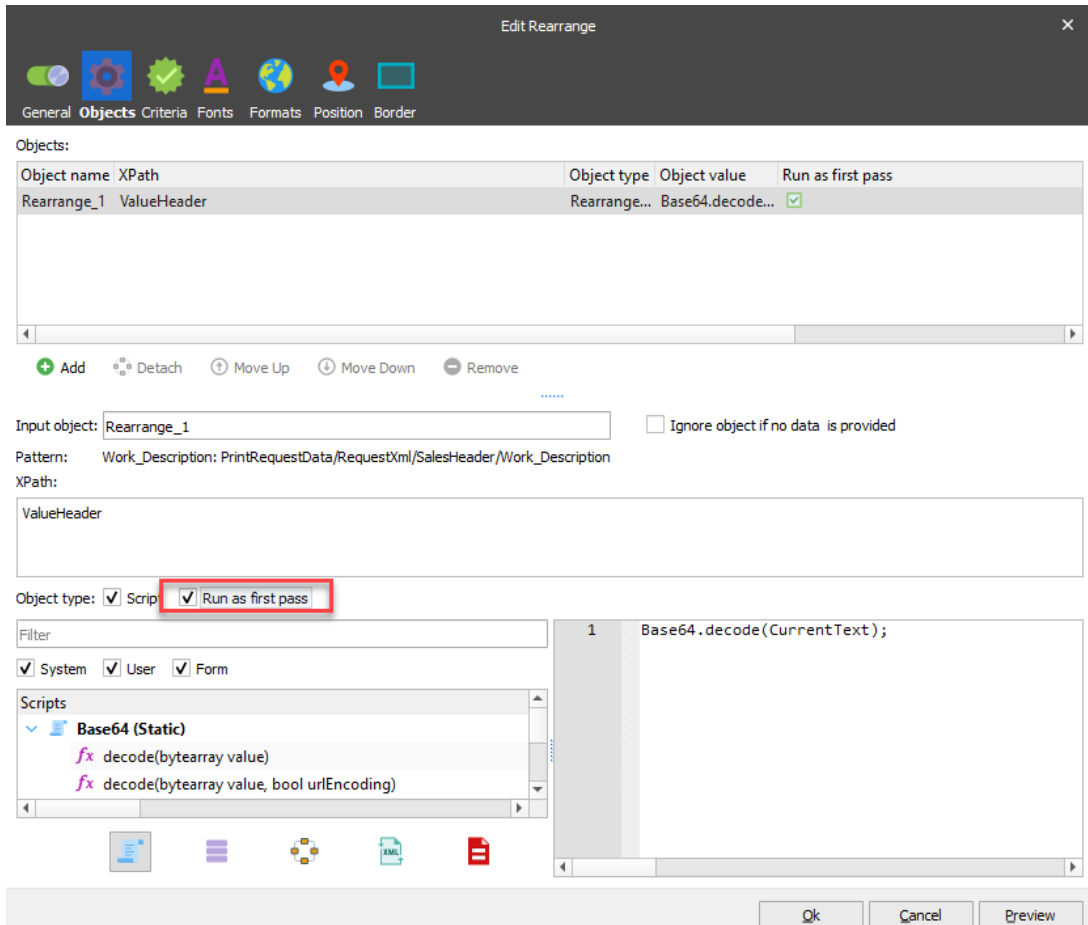 Edit Rearrange
General Objects Criteria Fonts Formats Position Border
Objects:
Object name XPath Object type Object value Run as first pass
Rearrange_1 ValueHeader Rearrange... Base64.decode...
Add Detach Move Up Move Down Remove
Input object: Rearrange_1 Ignore object if no data is provided
Pattern: Work_Description: PrintRequestData/RequestXml/SalesHeader/Work_Description
XPath:
ValueHeader
Object type: Script Run as first pass
Filter
1 Base64.decode(CurrentText);
System User Form
Scripts
Base64 (Static)
fx decode(bytearray value)
fx decode(bytearray value, bool urlEncoding)
XML
Ok Cancel Preview